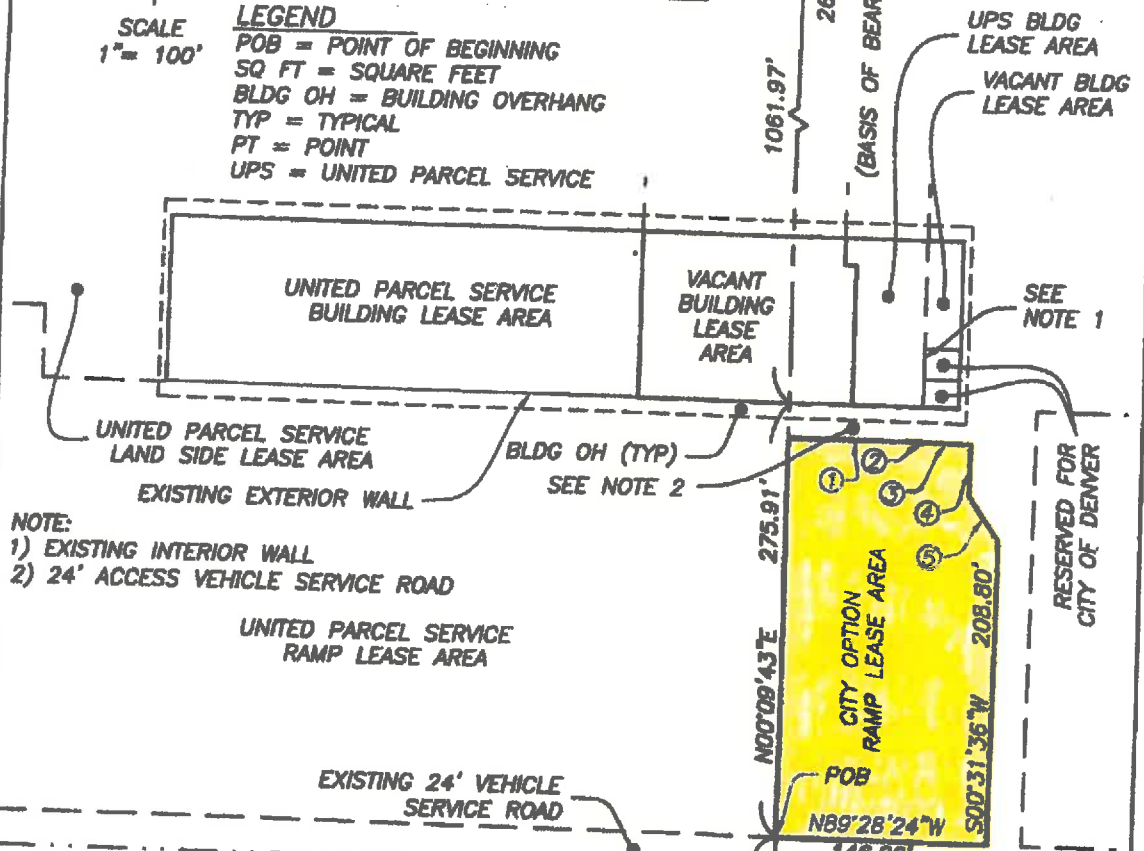 SCALE
1"= 100'
LEGEND
POB = POINT OF BEGINNING
SQ FT = SQUARE FEET
BLDG OH = BUILDING OVERHANG
TYP = TYPICAL
PT = POINT
UPS = UNITED PARCEL SERVICE
1061.97'
26
(BASIS OF BEAR
UPS BLDG
LEASE AREA
VACANT BLDG
LEASE AREA
UNITED PARCEL SERVICE
BUILDING LEASE AREA
VACANT
BUILDING
LEASE
AREA
SEE
NOTE 1
UNITED PARCEL SERVICE
LAND SIDE LEASE AREA
BLDG OH (TYP)
SEE NOTE 2
EXISTING EXTERIOR WALL
NOTE:
1) EXISTING INTERIOR WALL
2) 24' ACCESS VEHICLE SERVICE ROAD
1
2
3
4
5
RESERVED FOR
CITY OF DENVER
UNITED PARCEL SERVICE
RAMP LEASE AREA
N00°09'43"E 275.91'
CITY OPTION
RAMP LEASE AREA
S00°31'36"W 208.80'
EXISTING 24' VEHICLE
SERVICE ROAD
POB
N89°28'24"W